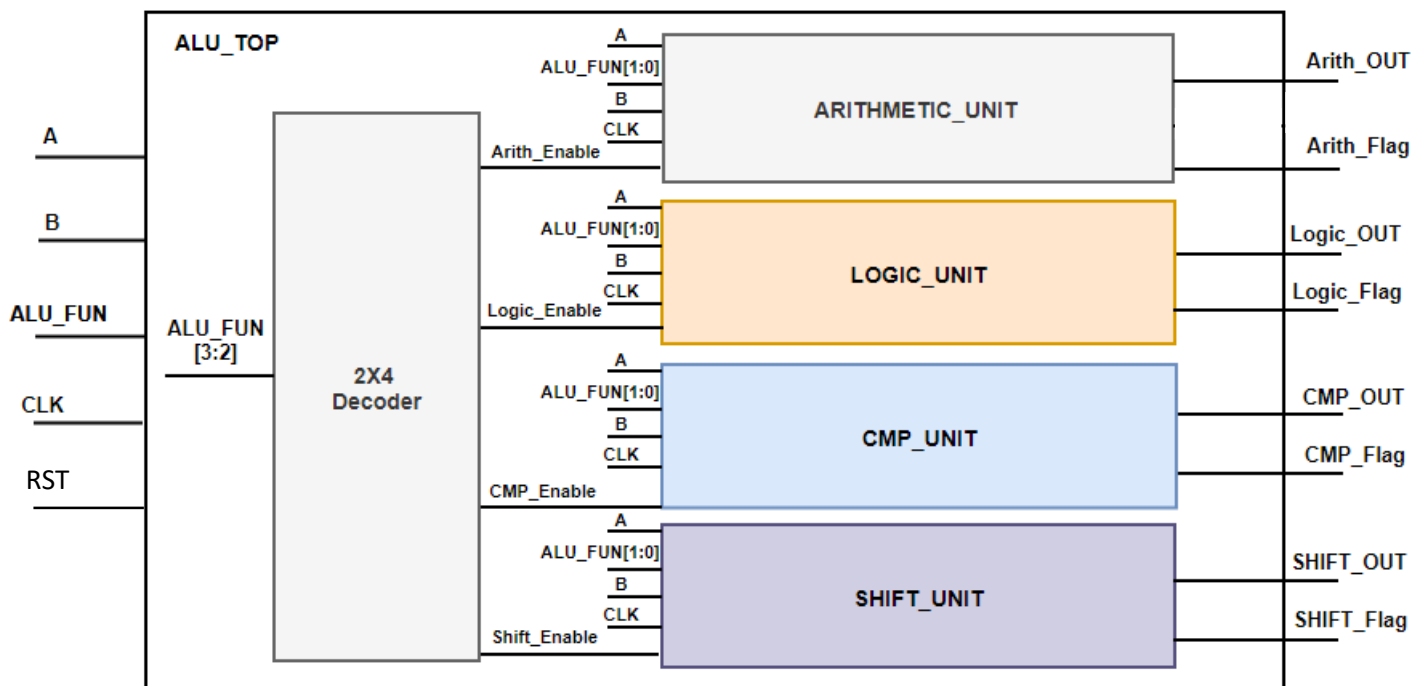 ALU_TOP
A
B
ALU_FUN
CLK
RST
ALU_FUN
[3:2]
2X4
Decoder
Arith_Enable
Logic_Enable
CMP_Enable
Shift_Enable
A
ALU_FUN[1:0]
B
CLK
ARITHMETIC_UNIT
Arith_OUT
Arith_Flag
A
ALU_FUN[1:0]
B
CLK
LOGIC_UNIT
Logic_OUT
Logic_Flag
A
ALU_FUN[1:0]
B
CLK
CMP_UNIT
CMP_OUT
CMP_Flag
A
ALU_FUN[1:0]
B
CLK
SHIFT_UNIT
SHIFT_OUT
SHIFT_Flag